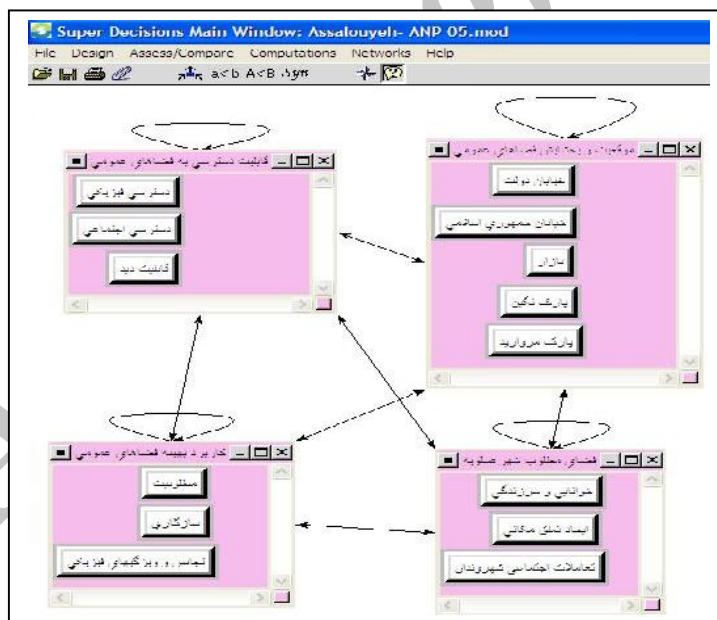 Super Decisions Main Window: Assalouyeh- ANP 05.mod
File Design Assess/Compare Computations Networks Help
a<b A<B
قابلیت دسترسی به فضاهای عمومی
دسترسی فیزیکی
دسترسی اجتماعی
قابلیت دید
موقعیت و فضاهای عمومی
خیابان دولت
خیابان جمهوری اسلامی
بازار
پارک نگین
پارک مروارید
کاربرد بهینه فضاهای عمومی
مطلوبیت
سازگاری
تجانس و ویژگیهای فیزیکی
فضای مطلوب شهر عسلویه
خوانایی و سرزندگی
ایجاد تعلق مکانی
تعاملات اجتماعی شهروندان